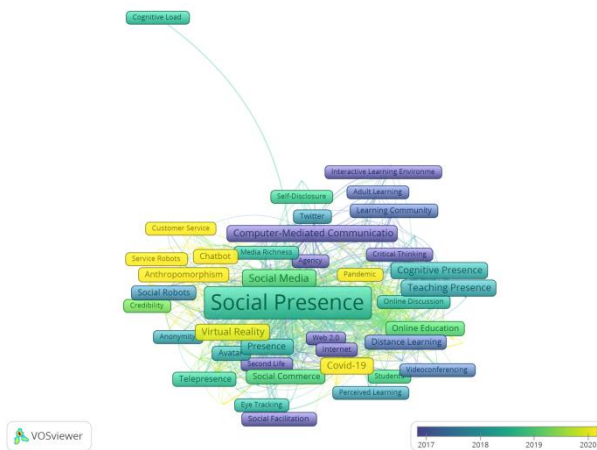 Cognitive Load
Interactive Learning Environme
Adult Learning
Self-Disclosure
Learning Community
Twitter
Customer Service
Computer-Mediated Communicatio
Media Richness
Critical Thinking
Service Robots
Chatbot
Agency
Anthropomorphism
Social Media
Pandemic
Cognitive Presence
Social Robots
Teaching Presence
Credibility
Social Presence
Online Discussion
Virtual Reality
Online Education
Anonymity
Web 2.0
Distance Learning
Avatar
Presence
Internet
Second Life
Covid-19
Videoconferencing
Telepresence
Social Commerce
Students
Perceived Learning
Eye Tracking
Social Facilitation
VOSviewer
2017 2018 2019 2020